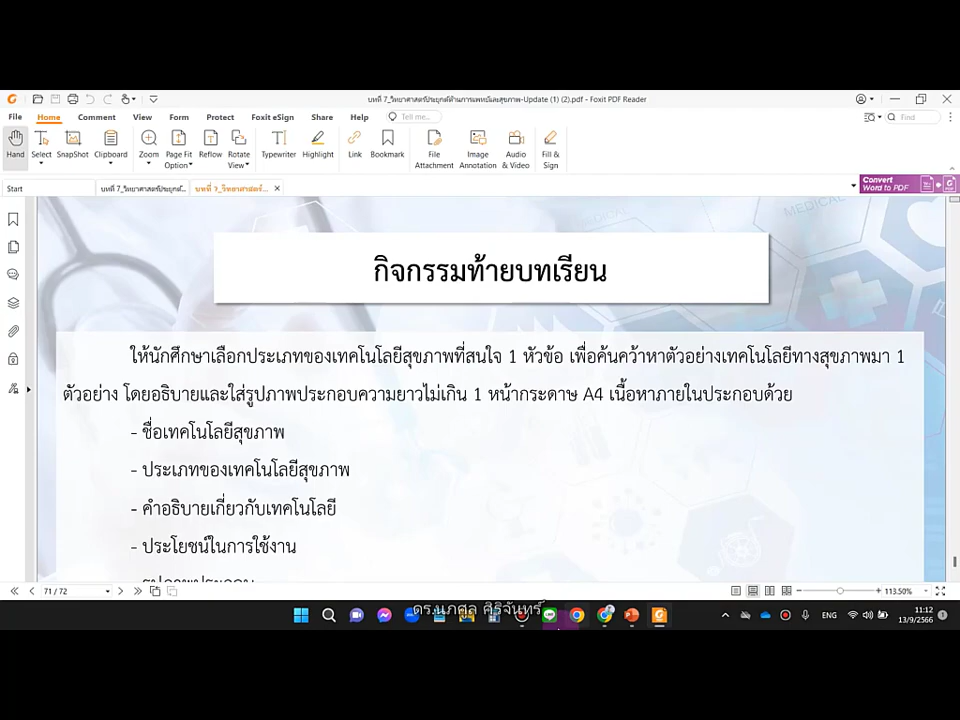 บทที่ 7_วิทยาศาสตร์ประยุกต์ด้านการแพทย์และสุขภาพ-Update (1) (2).pdf - Foxit PDF Reader
File Home Comment View Form Protect Foxit eSign Share Help Tell me... Find
Hand Select SnapShot Clipboard Zoom Page Fit Option Reflow Rotate View Typewriter Highlight Link Bookmark File Attachment Image Annotation Audio & Video Fill & Sign
Start บทที่ 7_วิทยาศาสตร์ประยุกต์... บทที่ 7_วิทยาศาสตร์... Convert Word to PDF
MEDICAL
กิจกรรมท้ายบทเรียน
ให้นักศึกษาเลือกประเภทของเทคโนโลยีสุขภาพที่สนใจ 1 หัวข้อ เพื่อค้นคว้าหาตัวอย่างเทคโนโลยีทางสุขภาพมา 1
ตัวอย่าง โดยอธิบายและใส่รูปภาพประกอบความยาวไม่เกิน 1 หน้ากระดาษ A4 เนื้อหาภายในประกอบด้วย
- ชื่อเทคโนโลยีสุขภาพ
- ประเภทของเทคโนโลยีสุขภาพ
- คำอธิบายเกี่ยวกับเทคโนโลยี
- ประโยชน์ในการใช้งาน
71 / 72 113.50%
ดร.นภศูล ศิริจันทร์
ENG 11:12
13/9/2566